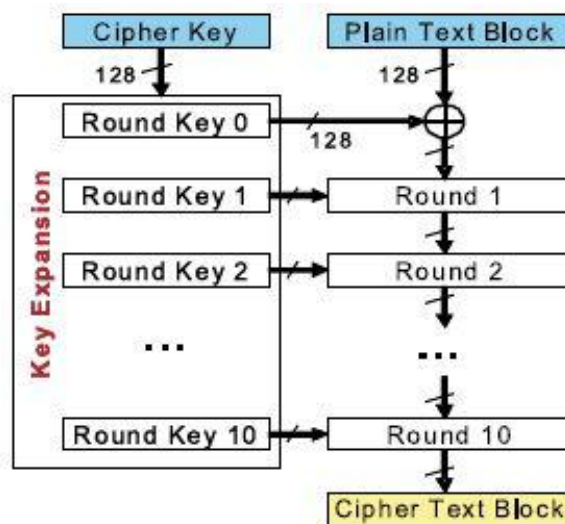 Cipher Key
Plain Text Block
128
128
Round Key 0
128
Round Key 1
Round 1
Round Key 2
Round 2
Key Expansion
...
...
Round Key 10
Round 10
Cipher Text Block